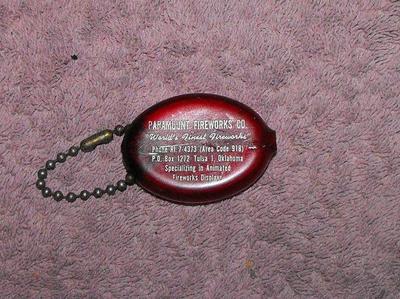 PARAMOUNT FIREWORKS CO.
"World's Finest Fireworks"
Phone RE 7-4373 (Area Code 918)
P.O. Box 1272 Tulsa 1, Oklahoma
Specializing in Animated
Fireworks Displays